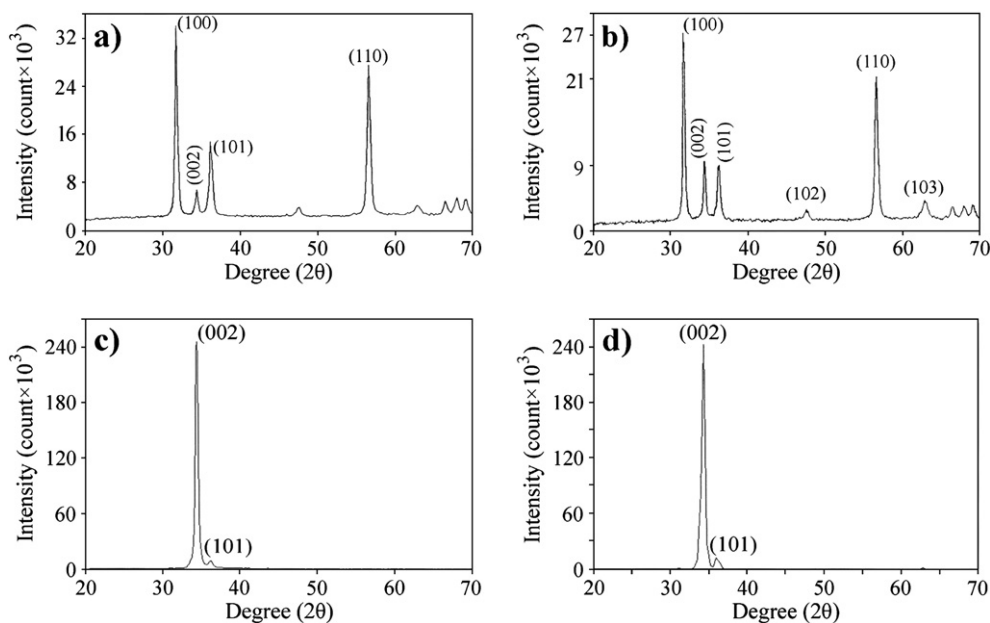 a)
Intensity (count×10³)
32
24
16
8
0
(100)
(002)
(101)
(110)
20 30 40 50 60 70
Degree (2θ)
b)
Intensity (count×10³)
27
21
9
0
(100)
(002)
(101)
(102)
(110)
(103)
20 30 40 50 60 70
Degree (2θ)
c)
Intensity (count×10³)
240
180
120
60
0
(002)
(101)
20 30 40 50 60 70
Degree (2θ)
d)
Intensity (count×10³)
240
180
120
60
0
(002)
(101)
20 30 40 50 60 70
Degree (2θ)